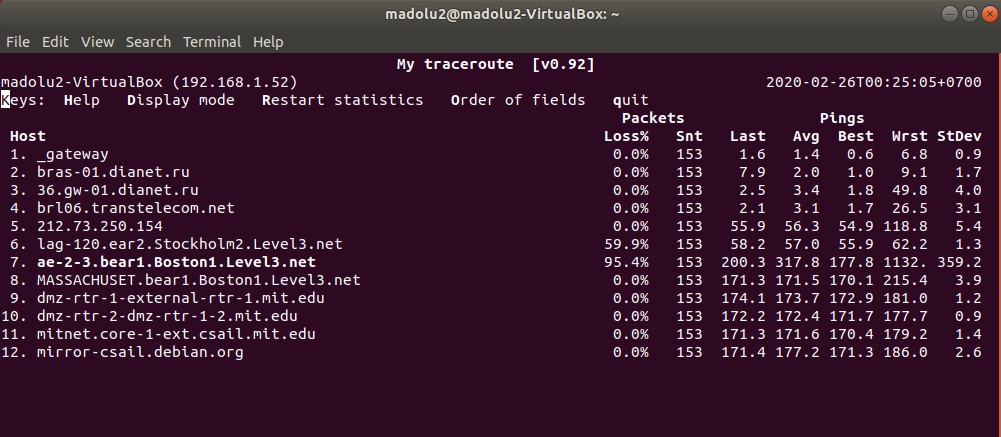 madolu2@madolu2-VirtualBox: ~
File Edit View Search Terminal Help
My traceroute [v0.92]
madolu2-VirtualBox (192.168.1.52) 2020-02-26T00:25:05+0700
Keys: Help Display mode Restart statistics Order of fields quit
Packets Pings
Host Loss% Snt Last Avg Best Wrst StDev
1. _gateway 0.0% 153 1.6 1.4 0.6 6.8 0.9
2. bras-01.dianet.ru 0.0% 153 7.9 2.0 1.0 9.1 1.7
3. 36.gw-01.dianet.ru 0.0% 153 2.5 3.4 1.8 49.8 4.0
4. brl06.transtelecom.net 0.0% 153 2.1 3.1 1.7 26.5 3.1
5. 212.73.250.154 0.0% 153 55.9 56.3 54.9 118.8 5.4
6. lag-120.ear2.Stockholm2.Level3.net 59.9% 153 58.2 57.0 55.9 62.2 1.3
7. ae-2-3.bear1.Boston1.Level3.net 95.4% 153 200.3 317.8 177.8 1132. 359.2
8. MASSACHUSET.bear1.Boston1.Level3.net 0.0% 153 171.3 171.5 170.1 215.4 3.9
9. dmz-rtr-1-external-rtr-1.mit.edu 0.0% 153 174.1 173.7 172.9 181.0 1.2
10. dmz-rtr-2-dmz-rtr-1-2.mit.edu 0.0% 153 172.2 172.4 171.7 177.7 0.9
11. mitnet.core-1-ext.csail.mit.edu 0.0% 153 171.3 171.6 170.4 179.2 1.4
12. mirror-csail.debian.org 0.0% 153 171.4 177.2 171.3 186.0 2.6